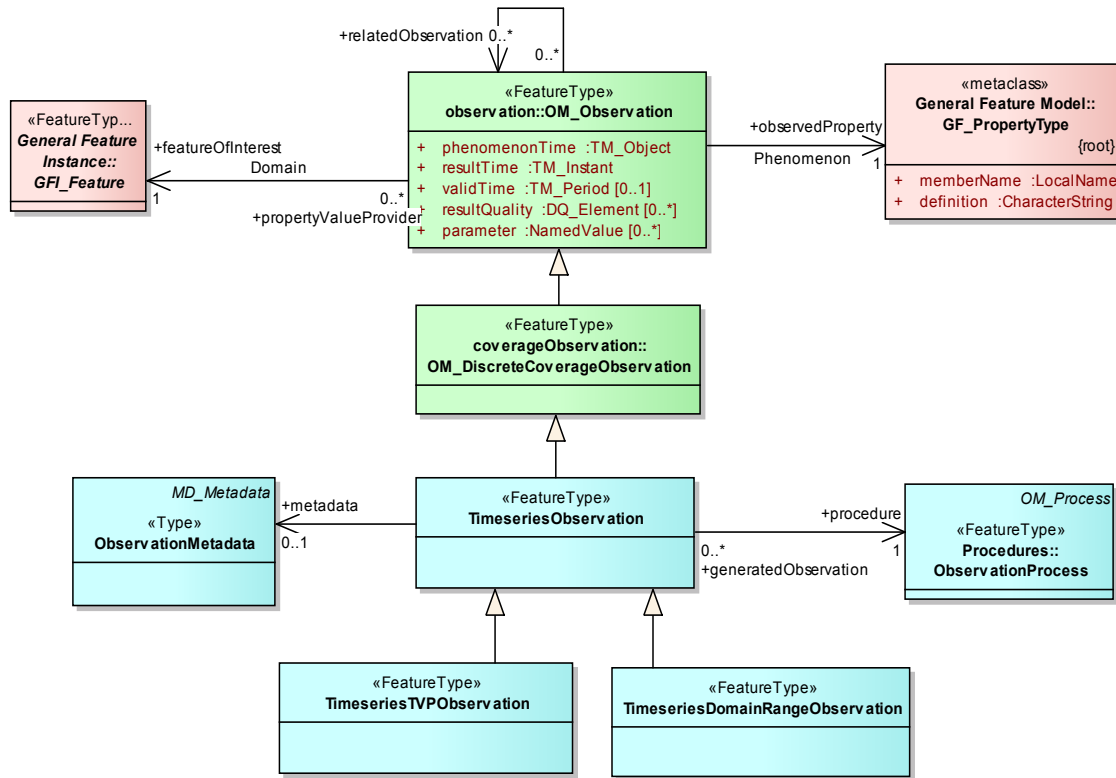 +relatedObservation 0..*
0..*
«FeatureType»
observation::OM_Observation
+ phenomenonTime :TM_Object
+ resultTime :TM_Instant
+ validTime :TM_Period [0..1]
+ resultQuality :DQ_Element [0..*]
+ parameter :NamedValue [0..*]
«FeatureTyp...
General Feature
Instance::
GFI_Feature
+featureOfInterest
Domain
1
0..*
+propertyValueProvider
+observedProperty
Phenomenon
1
«metaclass»
General Feature Model::
GF_PropertyType
{root}
+ memberName :LocalName
+ definition :CharacterString
«FeatureType»
coverageObservation::
OM_DiscreteCoverageObservation
MD_Metadata
«Type»
ObservationMetadata
+metadata
0..1
«FeatureType»
TimeseriesObservation
+procedure
0..*
1
+generatedObservation
OM_Process
«FeatureType»
Procedures::
ObservationProcess
«FeatureType»
TimeseriesTVPObservation
«FeatureType»
TimeseriesDomainRangeObservation